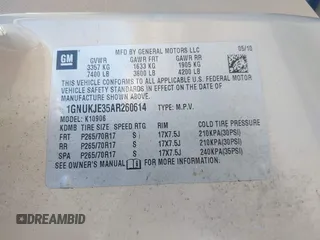 GM
MFD BY GENERAL MOTORS LLC
05/10
GVWR GAWR FRT GAWR RR
3357 KG 1633 KG 1905 KG
7400 LB 3600 LB 4200 LB
THIS VEHICLE CONFORMS TO ALL APPLICABLE
U.S. FEDERAL MOTOR VEHICLE SAFETY AND
THEFT PREVENTION STANDARDS IN EFFECT ON
THE DATE OF MANUFACTURE SHOWN ABOVE.
1GNUKJE35AR260614 TYPE: M.P.V.
MODEL: K10906
TIRE SIZE SPEED RTG RIM COLD TIRE PRESSURE
FRT P265/70R17 S 17X7.5J 210KPA(30PSI)
RR P265/70R17 S 17X7.5J 210KPA(30PSI)
SPA P265/70R17 S 17X7.5J 240KPA(35PSI)
SEE OWNER'S MANUAL FOR MORE INFORMATION.
DREAMBID